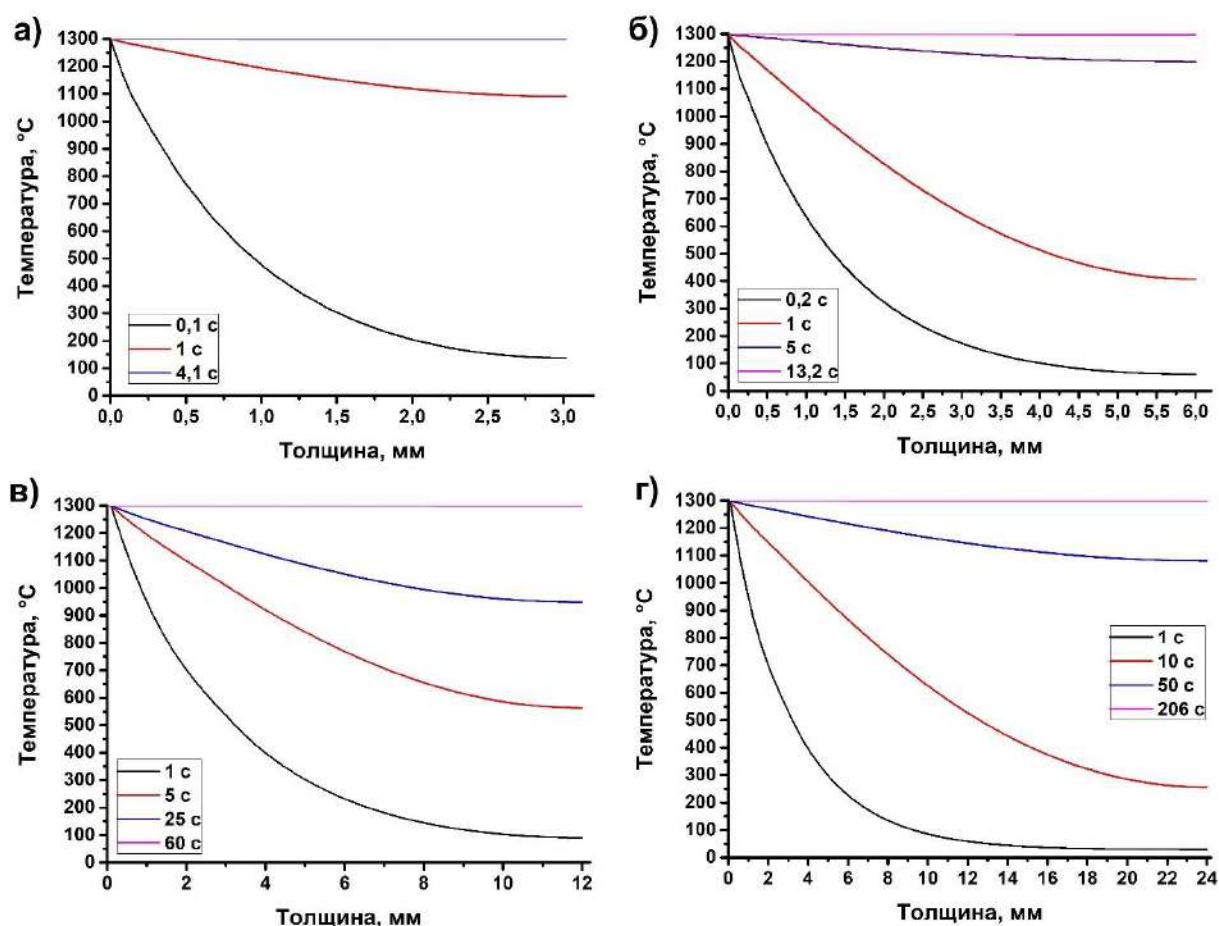 а)
1300
1200
1100
1000
900
800
700
600
500
400
300
200
100
0
Температура, °C
0,1 с
1 с
4,1 с
0,0 0,5 1,0 1,5 2,0 2,5 3,0
Толщина, мм
б)
1300
1200
1100
1000
900
800
700
600
500
400
300
200
100
0
Температура, °C
0,2 с
1 с
5 с
13,2 с
0,0 0,5 1,0 1,5 2,0 2,5 3,0 3,5 4,0 4,5 5,0 5,5 6,0
Толщина, мм
в)
1300
1200
1100
1000
900
800
700
600
500
400
300
200
100
0
Температура, °C
1 с
5 с
25 с
60 с
0 2 4 6 8 10 12
Толщина, мм
г)
1300
1200
1100
1000
900
800
700
600
500
400
300
200
100
0
Температура, °C
1 с
10 с
50 с
206 с
0 2 4 6 8 10 12 14 16 18 20 22 24
Толщина, мм